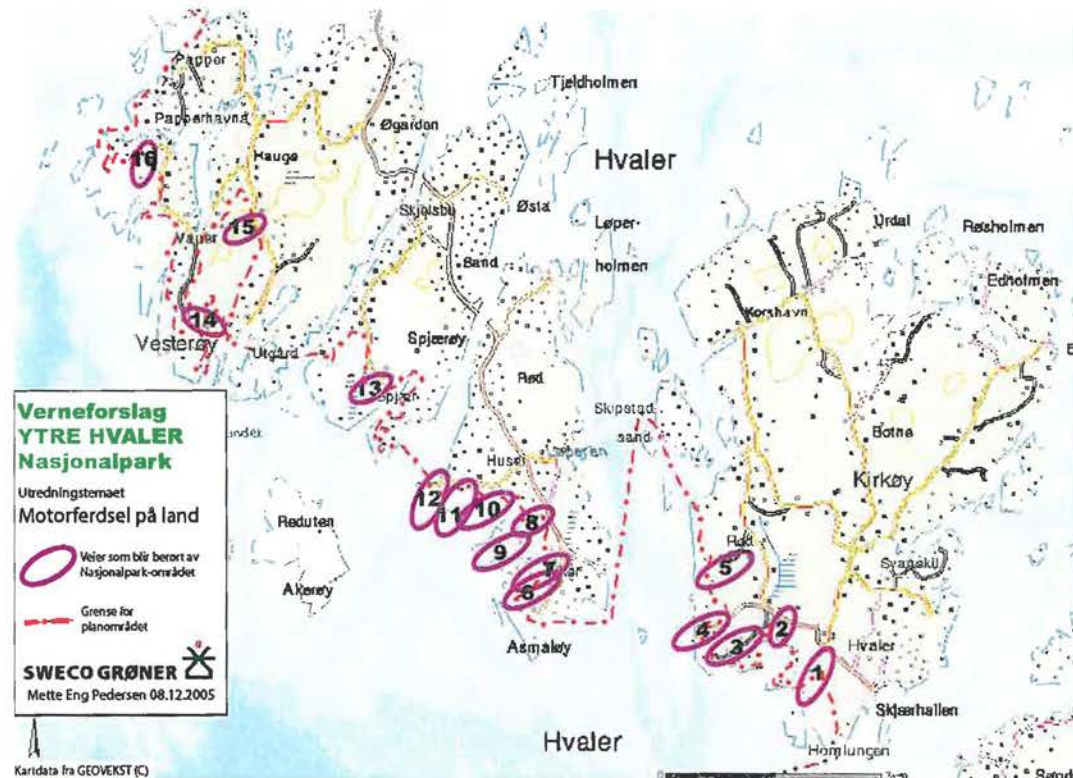 Papper
Tjeldholmen
Papperhavna
Øgarden
Hvaler
Hauge
16
Skjelsbu
Østa
Urdal
Løper-
Røsholmen
15
Sand
holmen
Edholmen
Korshavn
14
Vesterøy
Utgård
Spjærøy
Rød
13
Skipstad
sand
Botne
Huser
Kirkøy
12
11
10
8
Reduten
9
Rød
Svanekil
5
7
Akerøy
6
4
2
Asmaløy
3
Hvaler
1
Skjærhallen
Hvaler
Homlungen
Verneforslag
YTRE HVALER
Nasjonalpark
Utredningstemaet
Motorferdsel på land
Veier som blir berørt av
Nasjonalpark-området
Grense for
planområdet
SWECO GRØNER
Mette Eng Pedersen 08.12.2005
Kartdata fra GEOVEKST (C)